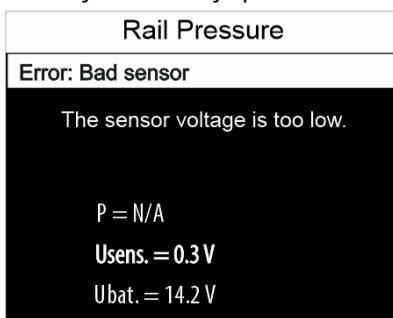 Rail Pressure
Error: Bad sensor
The sensor voltage is too low.
P = N/A
Usens. = 0.3 V
Ubat. = 14.2 V